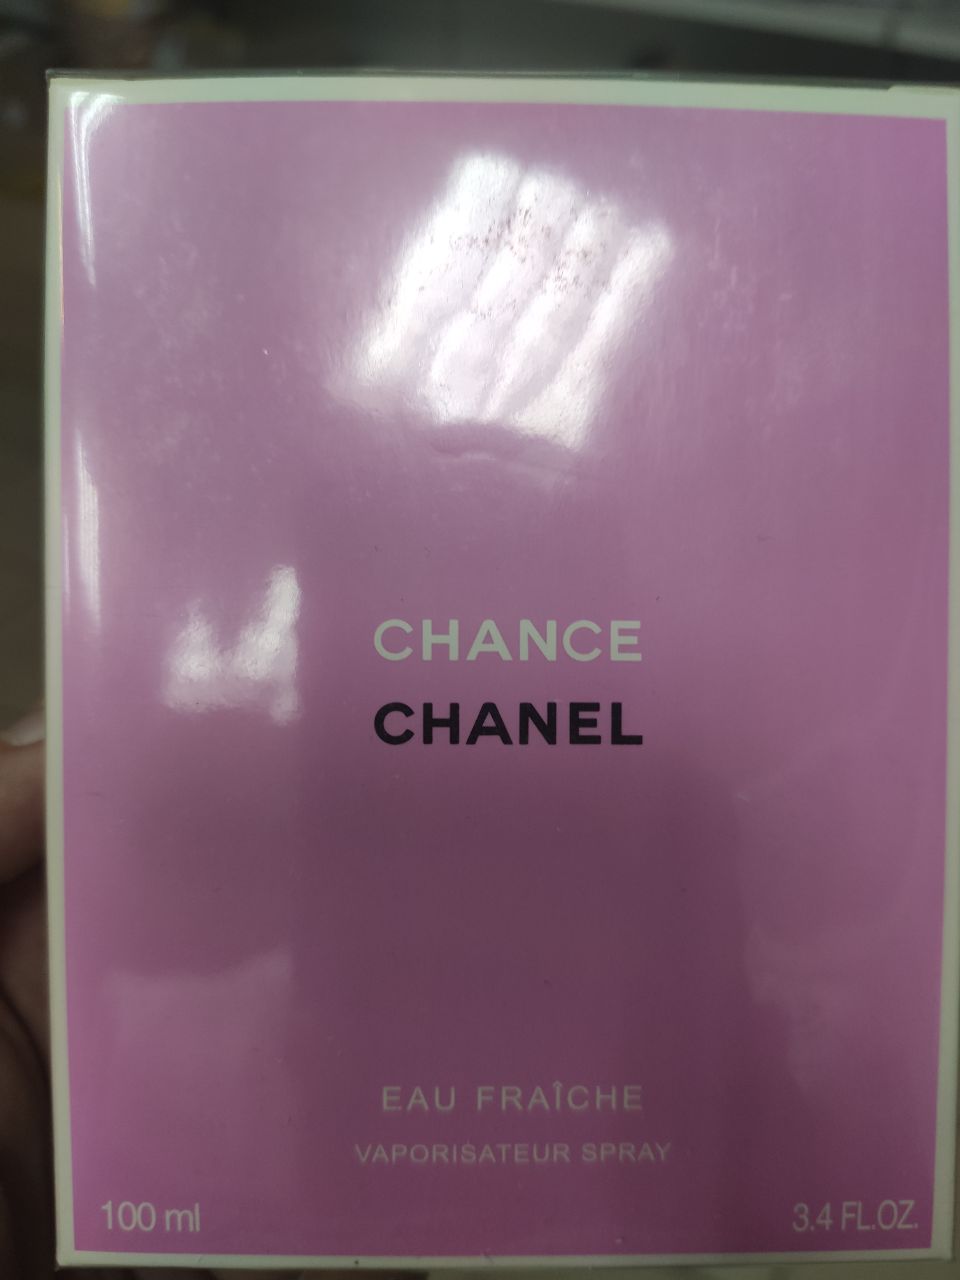 CHANCE
CHANEL
EAU FRAÎCHE
VAPORISATEUR SPRAY
100 ml
3.4 FL.OZ.